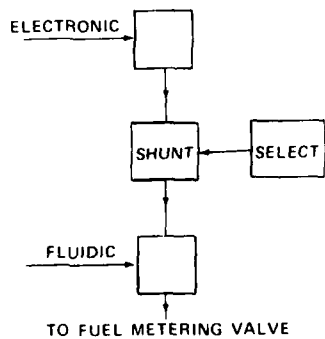 ELECTRONIC
SHUNT
SELECT
FLUIDIC
TO FUEL METERING VALVE